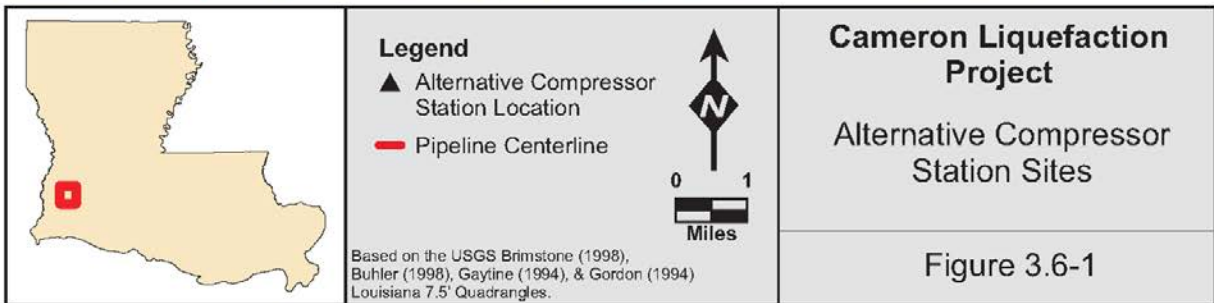 Legend
Alternative Compressor
Station Location
Pipeline Centerline
N
0 1
Miles
Based on the USGS Brimstone (1998),
Buhler (1998), Gaytine (1994), & Gordon (1994)
Louisiana 7.5' Quadrangles.
Cameron Liquefaction
Project
Alternative Compressor
Station Sites
Figure 3.6-1